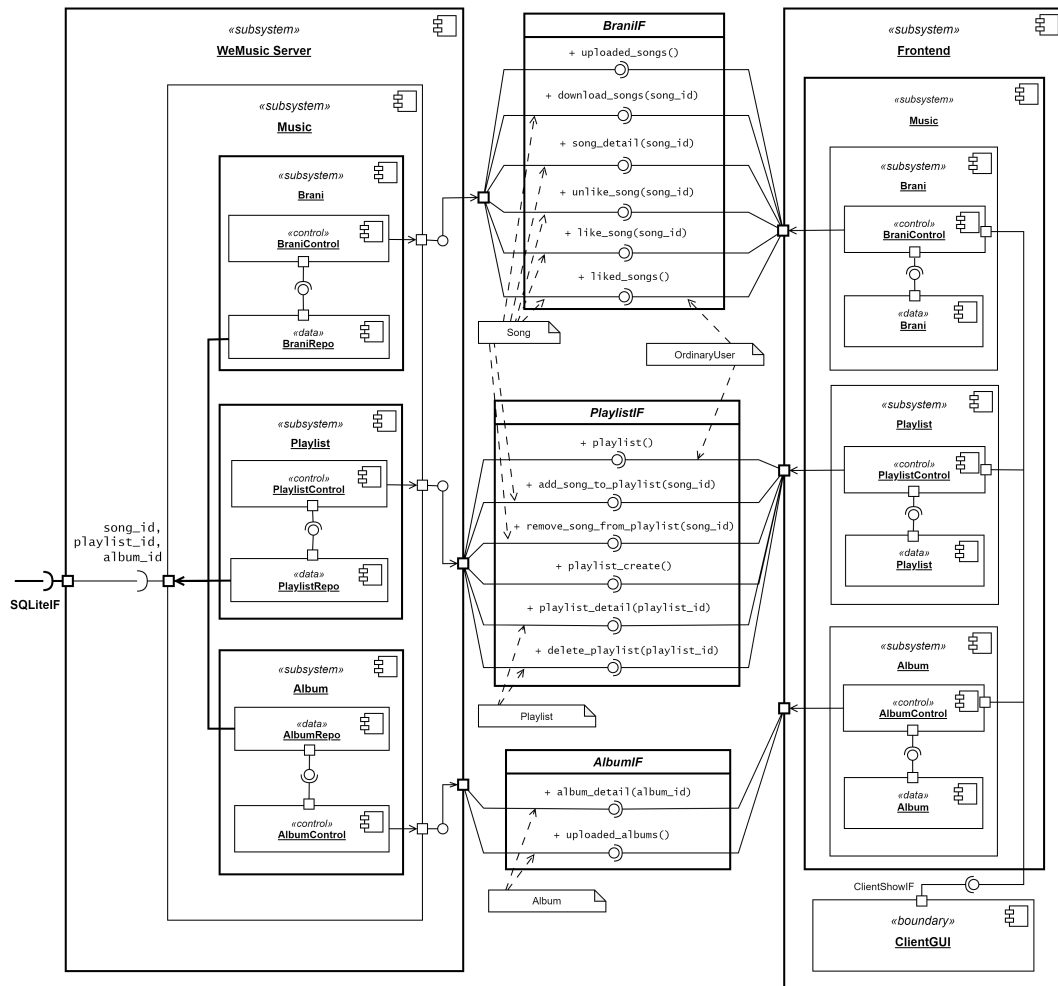 «subsystem»
WeMusic Server
«subsystem»
Music
«subsystem»
Brani
«control»
BraniControl
«data»
BraniRepo
«subsystem»
Playlist
«control»
PlaylistControl
«data»
PlaylistRepo
«subsystem»
Album
«data»
AlbumRepo
«control»
AlbumControl
song_id,
playlist_id,
album_id
SQLiteIF
BraniIF
+ uploaded_songs()
+ download_songs(song_id)
+ song_detail(song_id)
+ unlike_song(song_id)
+ like_song(song_id)
+ liked_songs()
Song
OrdinaryUser
PlaylistIF
+ playlist()
+ add_song_to_playlist(song_id)
+ remove_song_from_playlist(song_id)
+ playlist_create()
+ playlist_detail(playlist_id)
+ delete_playlist(playlist_id)
Playlist
AlbumIF
+ album_detail(album_id)
+ uploaded_albums()
Album
«subsystem»
Frontend
«subsystem»
Music
«subsystem»
Brani
«control»
BraniControl
«data»
Brani
«subsystem»
Playlist
«control»
PlaylistControl
«data»
Playlist
«subsystem»
Album
«control»
AlbumControl
«data»
Album
ClientShowIF
«boundary»
ClientGUI